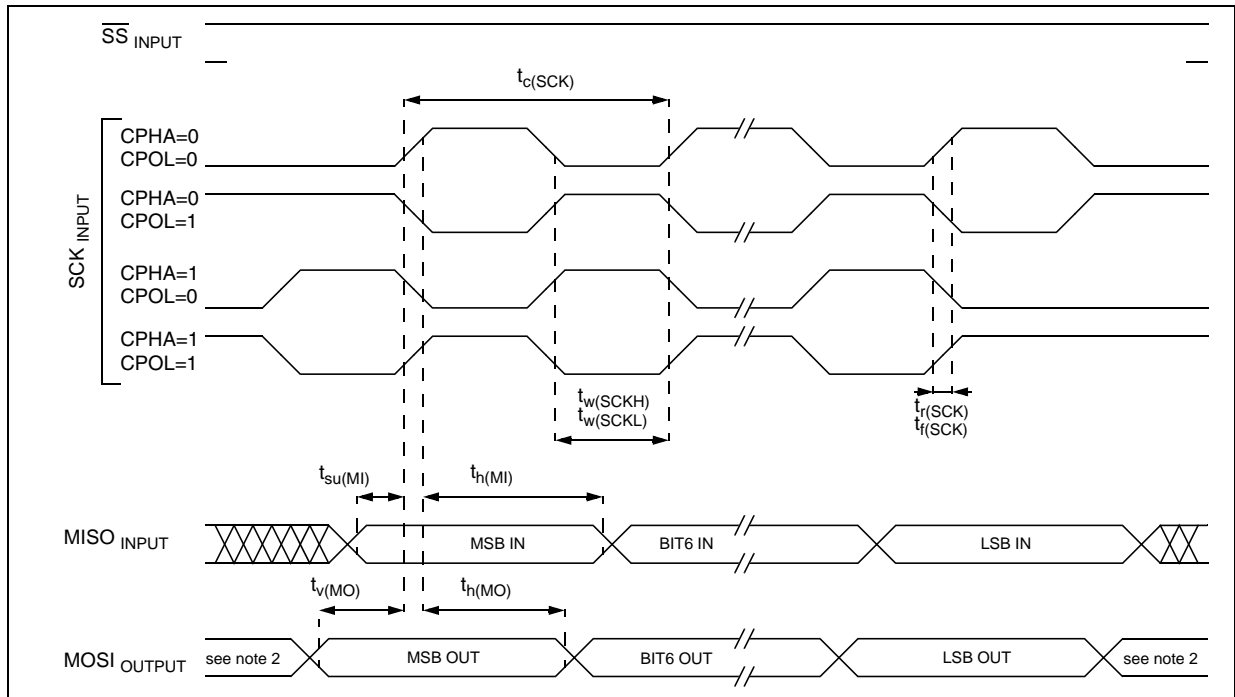 SS INPUT
tc(SCK)
SCK INPUT
CPHA=0
CPOL=0
CPHA=0
CPOL=1
CPHA=1
CPOL=0
CPHA=1
CPOL=1
tw(SCKH)
tw(SCKL)
tr(SCK)
tf(SCK)
tsu(MI)
th(MI)
MISO INPUT
MSB IN
BIT6 IN
LSB IN
tv(MO)
th(MO)
MOSI OUTPUT
see note 2
MSB OUT
BIT6 OUT
LSB OUT
see note 2